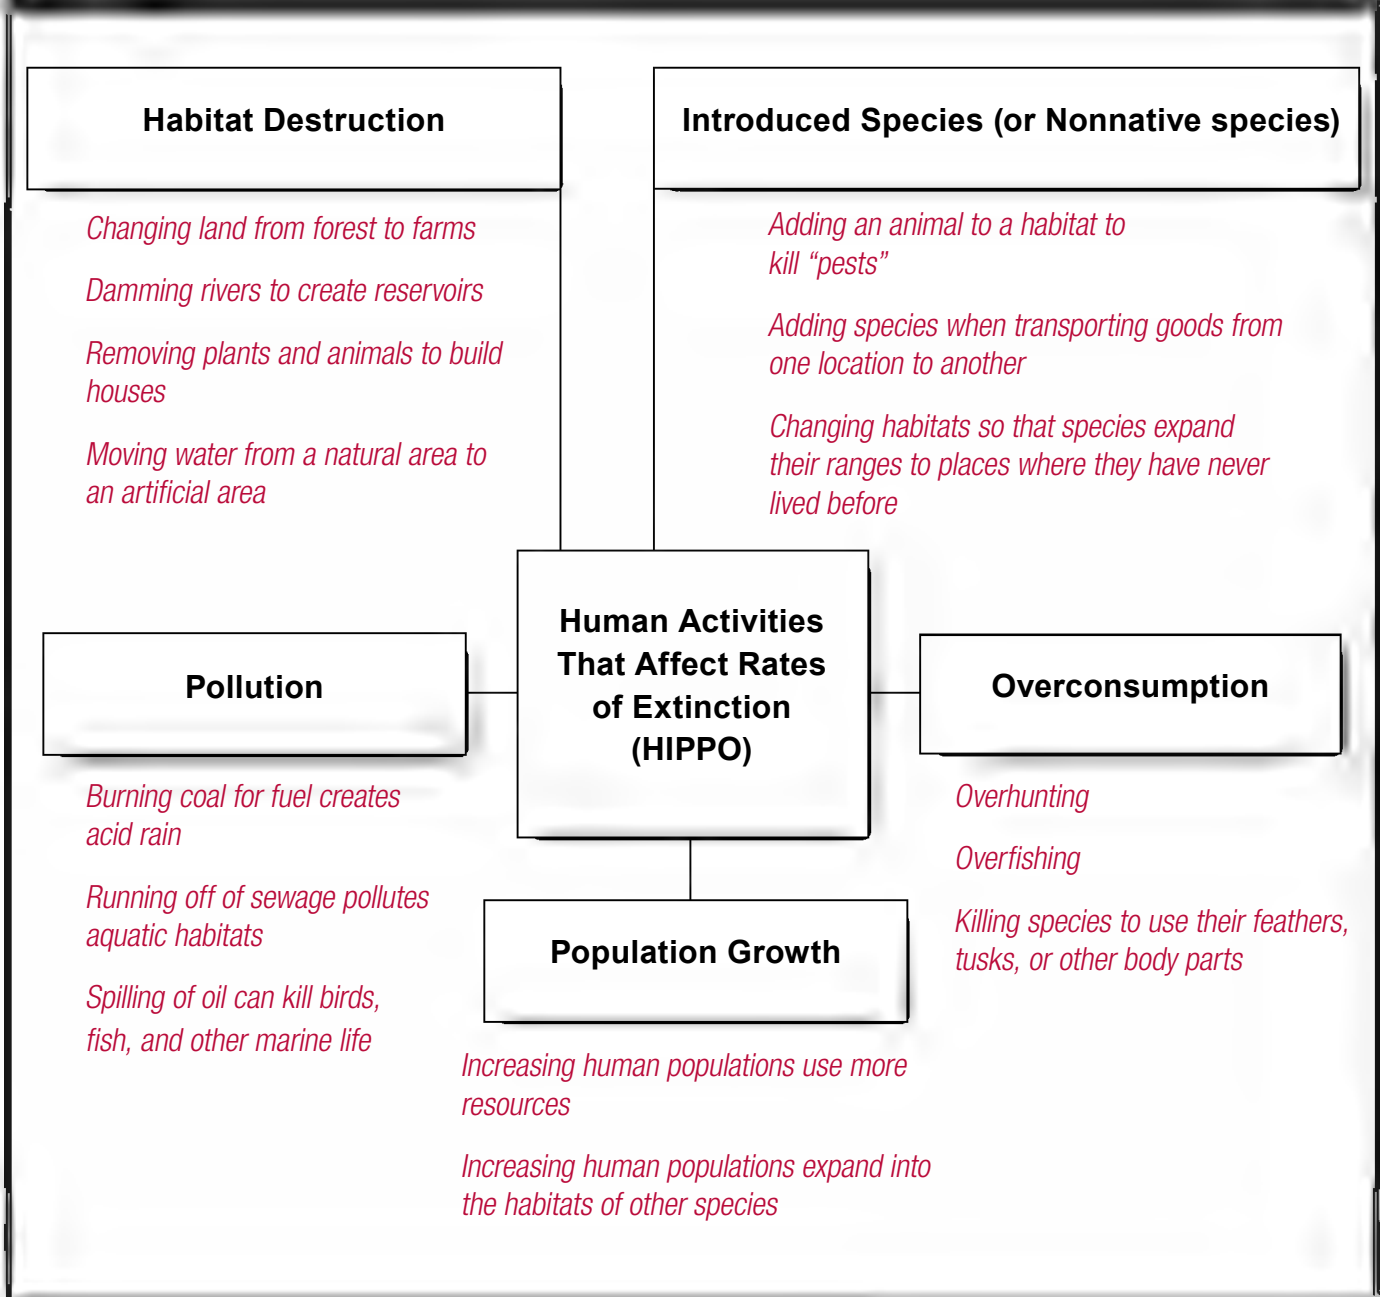 Habitat Destruction
Changing land from forest to farms
Damming rivers to create reservoirs
Removing plants and animals to build
houses
Moving water from a natural area to
an artificial area
Introduced Species (or Nonnative species)
Adding an animal to a habitat to
kill “pests”
Adding species when transporting goods from
one location to another
Changing habitats so that species expand
their ranges to places where they have never
lived before
Human Activities
That Affect Rates
of Extinction
(HIPPO)
Pollution
Burning coal for fuel creates
acid rain
Running off of sewage pollutes
aquatic habitats
Spilling of oil can kill birds,
fish, and other marine life
Overconsumption
Overhunting
Overfishing
Killing species to use their feathers,
tusks, or other body parts
Population Growth
Increasing human populations use more
resources
Increasing human populations expand into
the habitats of other species